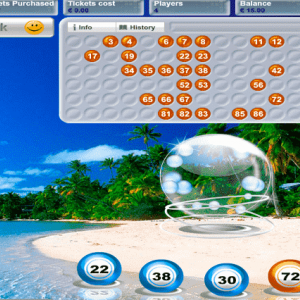 ets Purchased Tickets cost Players Balance
€ 0.00 4 € 15.00
k
i Info History
3 4 6 7 8 11 12
17 19 22 23
34 35 36 37 38 42
52 53 56
65 66 67 72
81 82 83 85 86
22 38 30 72